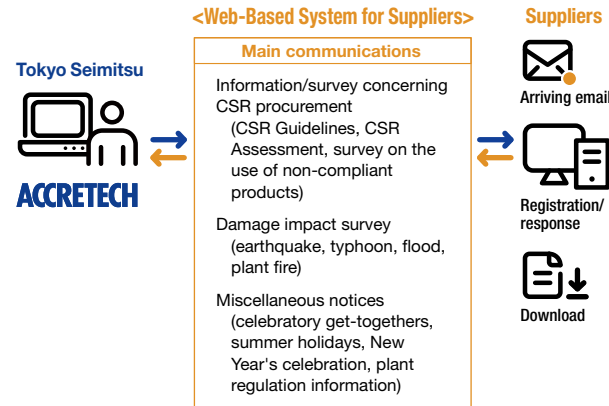 <Web-Based System for Suppliers>
Suppliers
Main communications
Tokyo Seimitsu
ACCRETECH
Information/survey concerning
CSR procurement
(CSR Guidelines, CSR
Assessment, survey on the
use of non-compliant
products)
Damage impact survey
(earthquake, typhoon, flood,
plant fire)
Miscellaneous notices
(celebratory get-togethers,
summer holidays, New
Year's celebration, plant
regulation information)
Arriving email
Registration/
response
Download